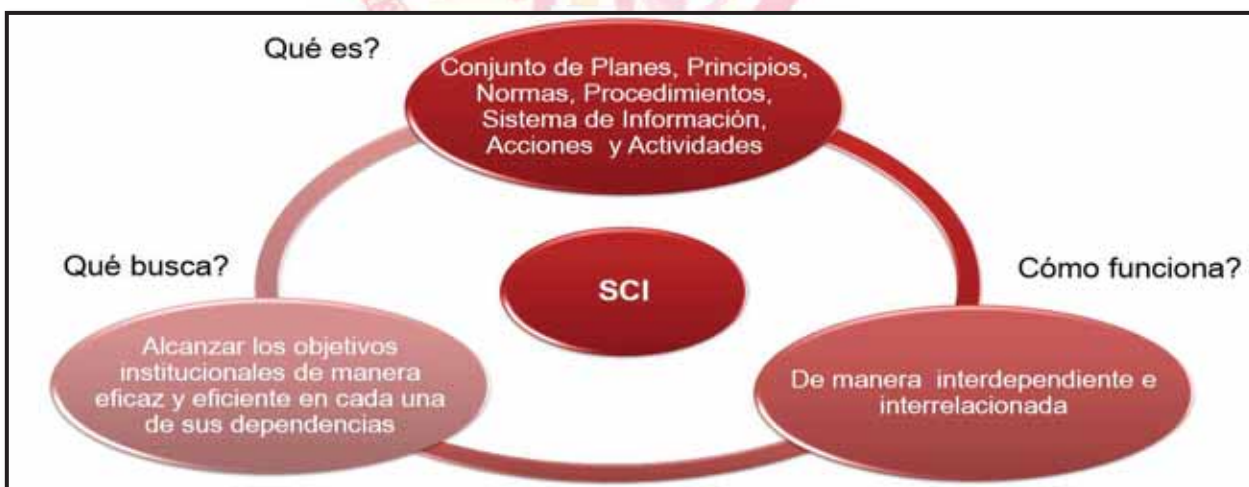 Qué es?
Conjunto de Planes, Principios,
Normas, Procedimientos,
Sistema de Información,
Acciones y Actividades
Qué busca?
SCI
Cómo funciona?
Alcanzar los objetivos
institucionales de manera
eficaz y eficiente en cada una
de sus dependencias
De manera interdependiente e
interrelacionada